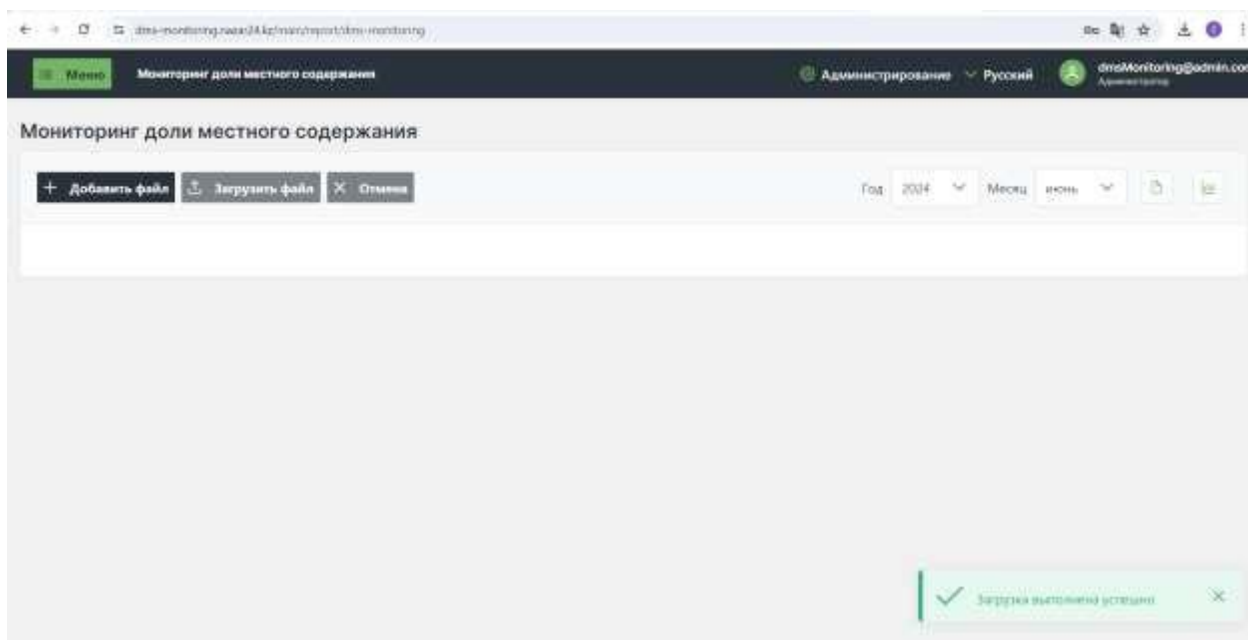 Меню
Мониторинг доли местного содержания
Администрирование
Русский
dmsMonitoring@admin.com
Администратор
Мониторинг доли местного содержания
Добавить файл
Загрузить файл
Отмена
Год
2024
Месяц
июнь
Загрузка выполнена успешно